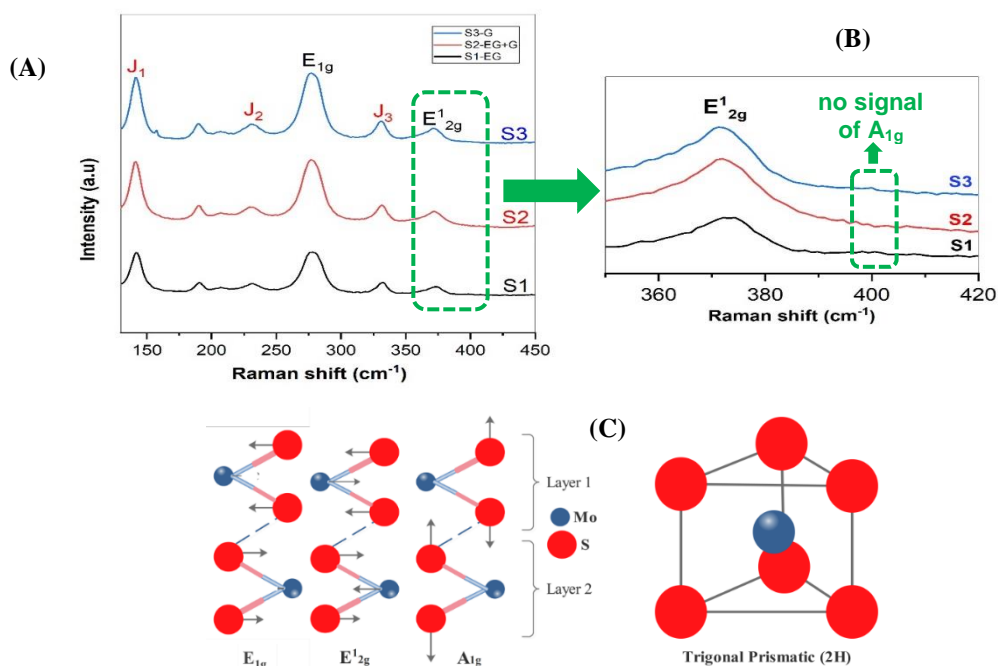 (A)
S3-G
S2-EG+G
S1-EG
J₁
J₂
E₁g
J₃
E¹₂g
S3
S2
S1
Intensity (a.u)
150 200 250 300 350 400 450
Raman shift (cm⁻¹)
(B)
E¹₂g
no signal
of A₁g
S3
S2
S1
360 380 400 420
Raman shift (cm⁻¹)
(C)
Layer 1
Mo
S
Layer 2
E₁g E¹₂g A₁g
Trigonal Prismatic (2H)